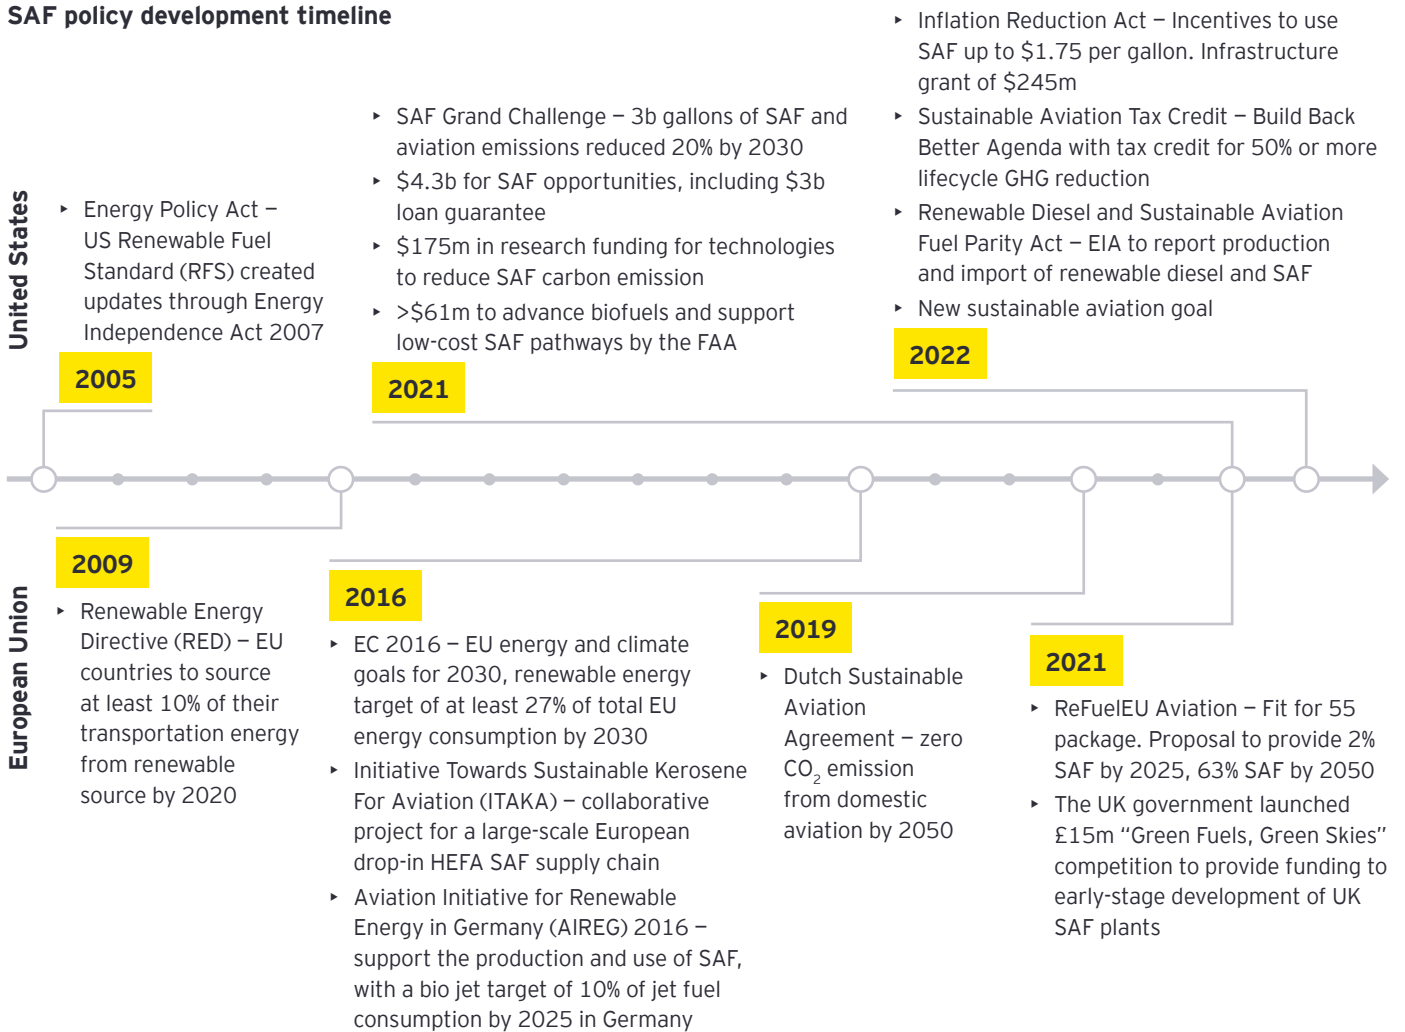 SAF policy development timeline
United States
▸ Energy Policy Act –
US Renewable Fuel
Standard (RFS) created
updates through Energy
Independence Act 2007
2005
▸ SAF Grand Challenge – 3b gallons of SAF and
aviation emissions reduced 20% by 2030
▸ $4.3b for SAF opportunities, including $3b
loan guarantee
▸ $175m in research funding for technologies
to reduce SAF carbon emission
▸ >$61m to advance biofuels and support
low-cost SAF pathways by the FAA
2021
▸ Inflation Reduction Act – Incentives to use
SAF up to $1.75 per gallon. Infrastructure
grant of $245m
▸ Sustainable Aviation Tax Credit – Build Back
Better Agenda with tax credit for 50% or more
lifecycle GHG reduction
▸ Renewable Diesel and Sustainable Aviation
Fuel Parity Act – EIA to report production
and import of renewable diesel and SAF
▸ New sustainable aviation goal
2022
European Union
2009
▸ Renewable Energy
Directive (RED) – EU
countries to source
at least 10% of their
transportation energy
from renewable
source by 2020
2016
▸ EC 2016 – EU energy and climate
goals for 2030, renewable energy
target of at least 27% of total EU
energy consumption by 2030
▸ Initiative Towards Sustainable Kerosene
For Aviation (ITAKA) – collaborative
project for a large-scale European
drop-in HEFA SAF supply chain
▸ Aviation Initiative for Renewable
Energy in Germany (AIREG) 2016 –
support the production and use of SAF,
with a bio jet target of 10% of jet fuel
consumption by 2025 in Germany
2019
▸ Dutch Sustainable
Aviation
Agreement – zero
CO₂ emission
from domestic
aviation by 2050
2021
▸ ReFuelEU Aviation – Fit for 55
package. Proposal to provide 2%
SAF by 2025, 63% SAF by 2050
▸ The UK government launched
£15m “Green Fuels, Green Skies”
competition to provide funding to
early-stage development of UK
SAF plants